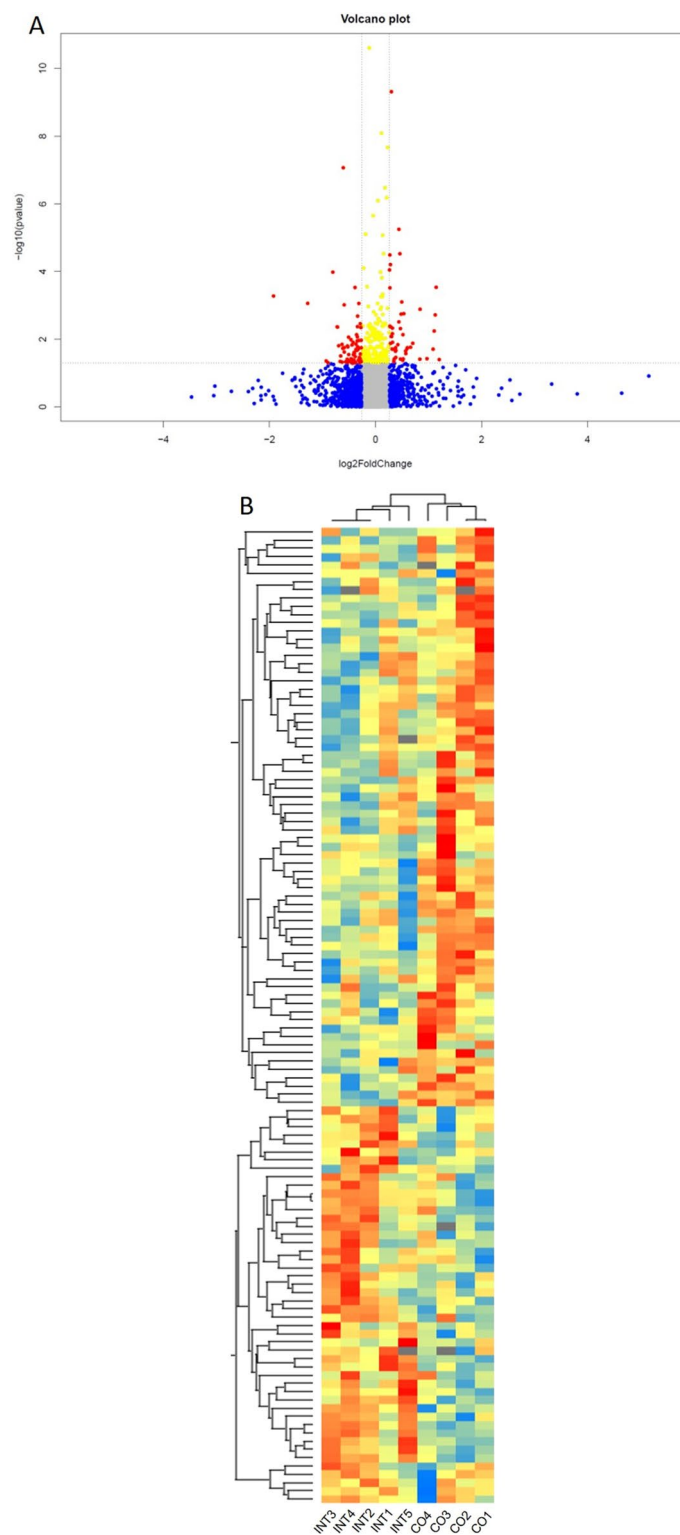 A
Volcano plot
10
8
6
4
2
0
-log10(pvalue)
−4 −2 0 2 4
log2FoldChange
B
INT3 INT4 INT2 INT1 INT5 CO4 CO3 CO2 CO1